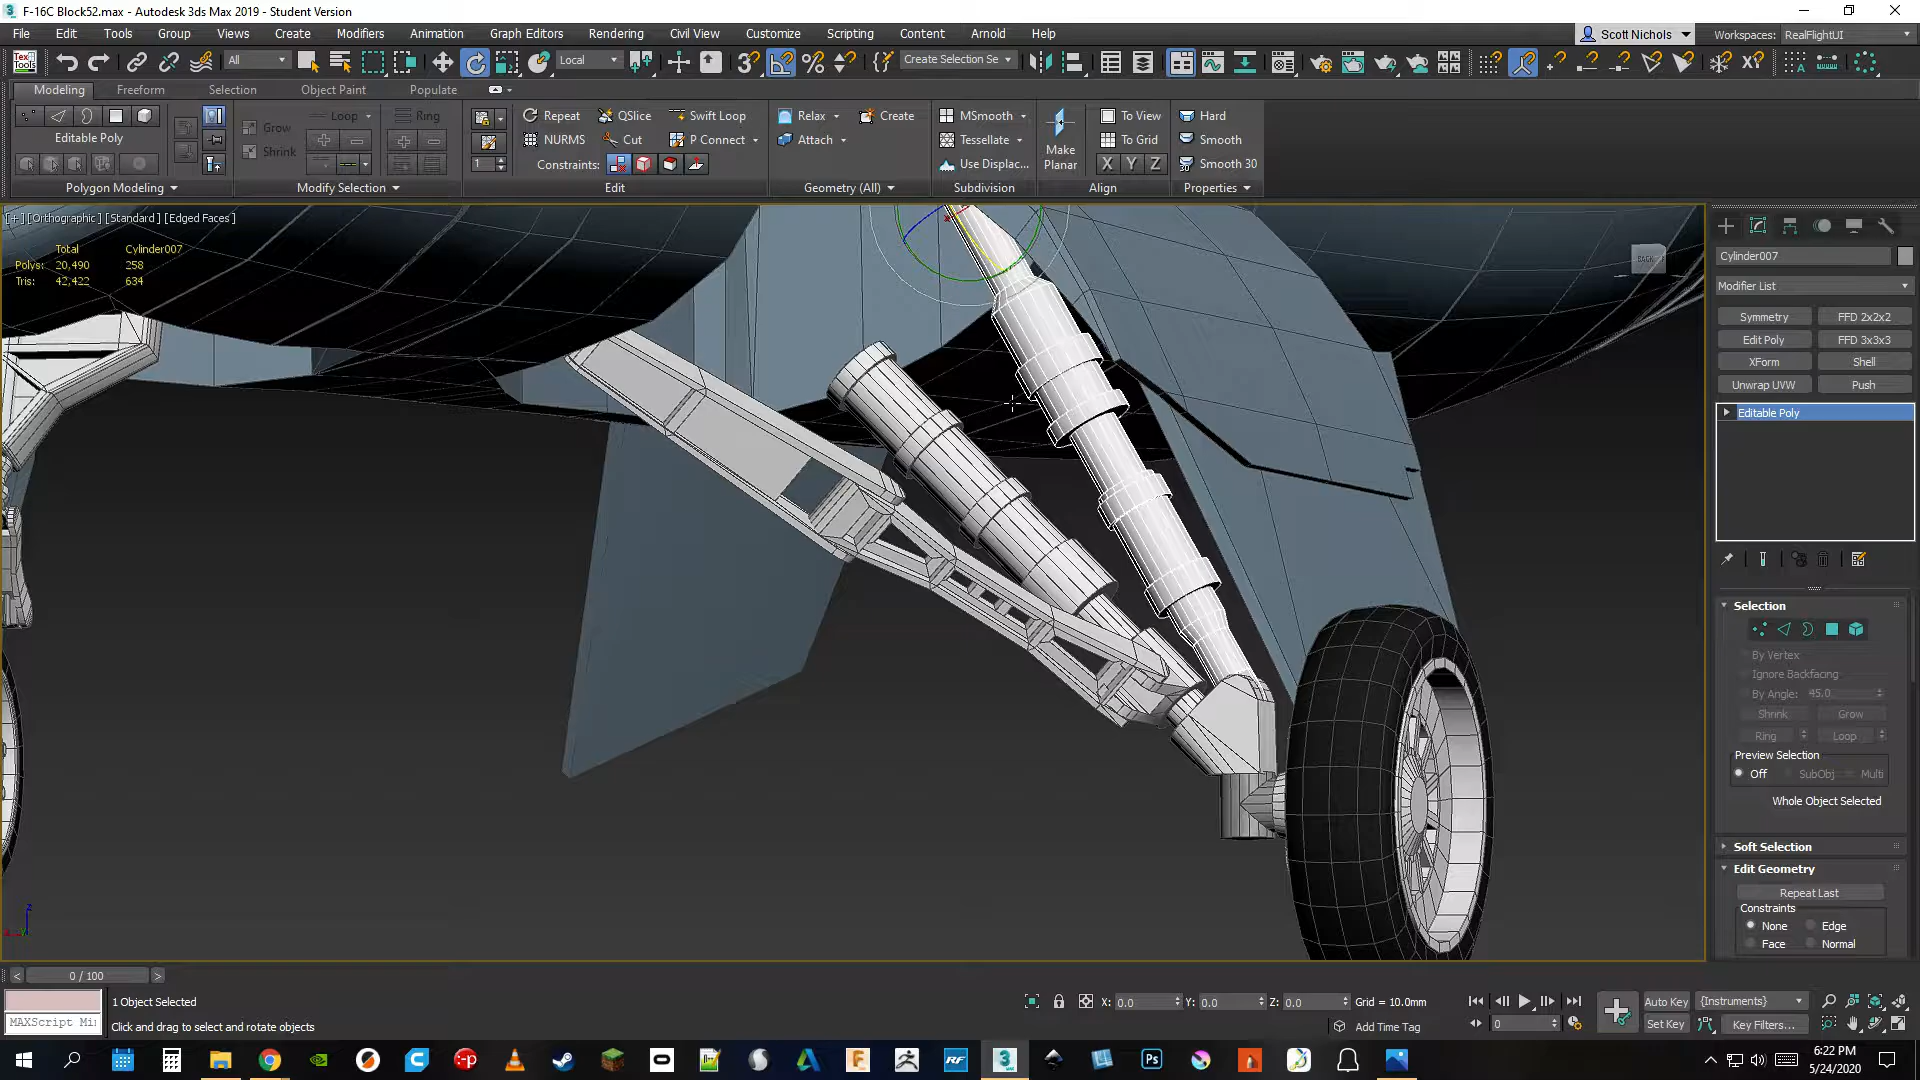 F-16C Block52.max - Autodesk 3ds Max 2019 - Student Version
File Edit Tools Group Views Create Modifiers Animation Graph Editors Rendering Civil View Customize Scripting Content Arnold Help
Scott Nichols Workspaces: RealFlightUI
Tex Tools All Local Create Selection Se
Modeling Freeform Selection Object Paint Populate
Loop Ring Repeat QSlice Swift Loop Relax Create MSmooth To View Hard
Editable Poly Grow NURMS Cut P Connect Attach Tessellate Make Planar To Grid Smooth
Shrink 1 Constraints: Use Displac... X Y Z Smooth 30
Polygon Modeling Modify Selection Edit Geometry (All) Subdivision Align Properties
[+] [Orthographic] [Standard] [Edged Faces]
Total Cylinder007
Polys: 20,490 258
Tris: 42,422 634
BACK
Cylinder007
Modifier List
Symmetry FFD 2x2x2
Edit Poly FFD 3x3x3
XForm Shell
Unwrap UVW Push
Editable Poly
Selection
By Vertex
Ignore Backfacing
By Angle: 45.0
Shrink Grow
Ring Loop
Preview Selection
Off SubObj Multi
Whole Object Selected
Soft Selection
Edit Geometry
Repeat Last
Constraints
None Edge
Face Normal
z
< 0 / 100 >
1 Object Selected X: 0.0 Y: 0.0 Z: 0.0 Grid = 10.0mm Auto Key {Instruments}
MAXScript Mi Click and drag to select and rotate objects Add Time Tag 0 Set Key Key Filters...
6:22 PM
5/24/2020